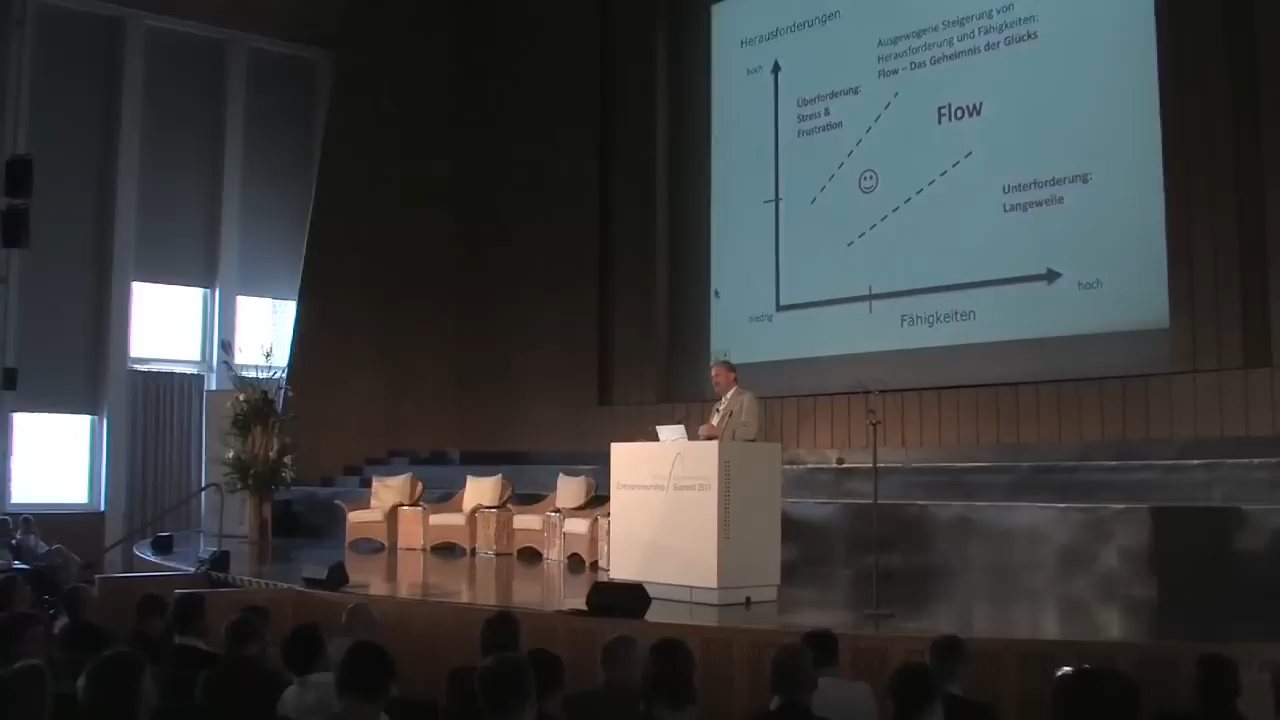 Herausforderungen
Ausgewogene Steigerung von
Herausforderung und Fähigkeiten:
Flow – Das Geheimnis der Glücks
hoch
Überforderung:
Stress &
Frustration
Flow
Unterforderung:
Langeweile
hoch
niedrig
Fähigkeiten
Entrepreneurship
Summit 2011